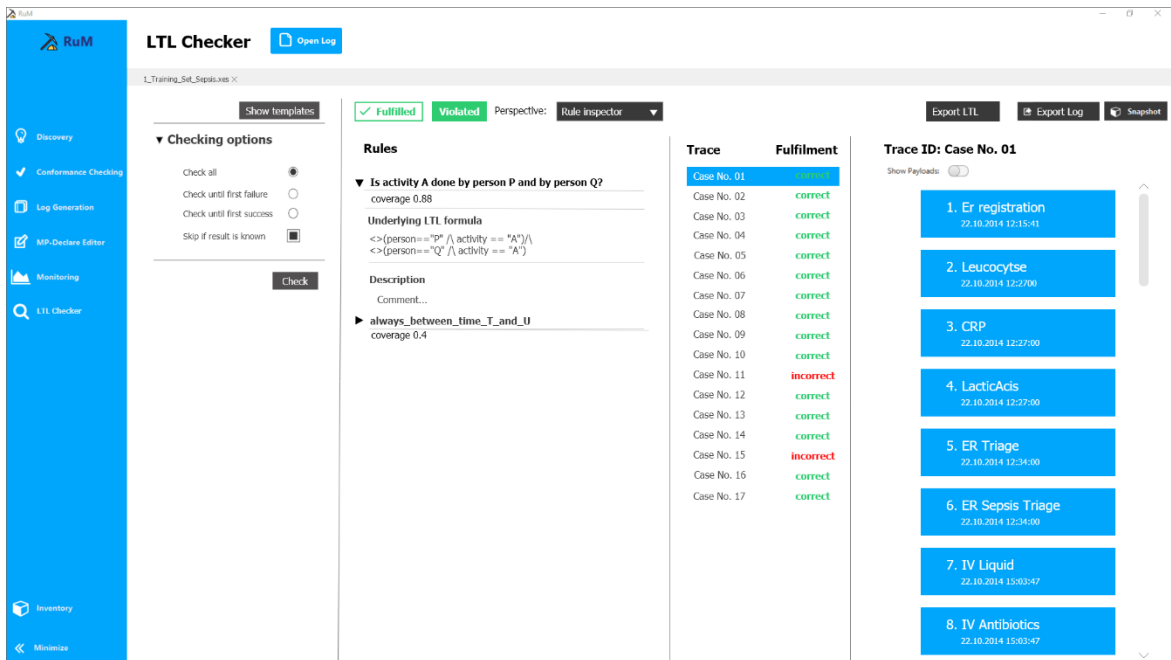 RuM
RuM
LTL Checker
Open Log
1_Training_Set_Sepsis.xes
Discovery
Conformance Checking
Log Generation
MP-Declare Editor
Monitoring
LTL Checker
Inventory
Minimize
Show templates
Checking options
Check all
Check until first failure
Check until first success
Skip if result is known
Check
Fulfilled
Violated
Perspective:
Rule inspector
Rules
Is activity A done by person P and by person Q?
coverage 0.88
Underlying LTL formula
<>(person=="P" /\ activity == "A")/\
<>(person=="Q" /\ activity == "A")
Description
Comment...
always_between_time_T_and_U
coverage 0.4
Trace Fulfilment
Case No. 01 correct
Case No. 02 correct
Case No. 03 correct
Case No. 04 correct
Case No. 05 correct
Case No. 06 correct
Case No. 07 correct
Case No. 08 correct
Case No. 09 correct
Case No. 10 correct
Case No. 11 incorrect
Case No. 12 correct
Case No. 13 correct
Case No. 14 correct
Case No. 15 incorrect
Case No. 16 correct
Case No. 17 correct
Export LTL
Export Log
Snapshot
Trace ID: Case No. 01
Show Payloads:
1. Er registration
22.10.2014 12:15:41
2. Leucocytse
22.10.2014 12:2700
3. CRP
22.10.2014 12:27:00
4. LacticAcis
22.10.2014 12:27:00
5. ER Triage
22.10.2014 12:34:00
6. ER Sepsis Triage
22.10.2014 12:34:00
7. IV Liquid
22.10.2014 15:03:47
8. IV Antibiotics
22.10.2014 15:03:47